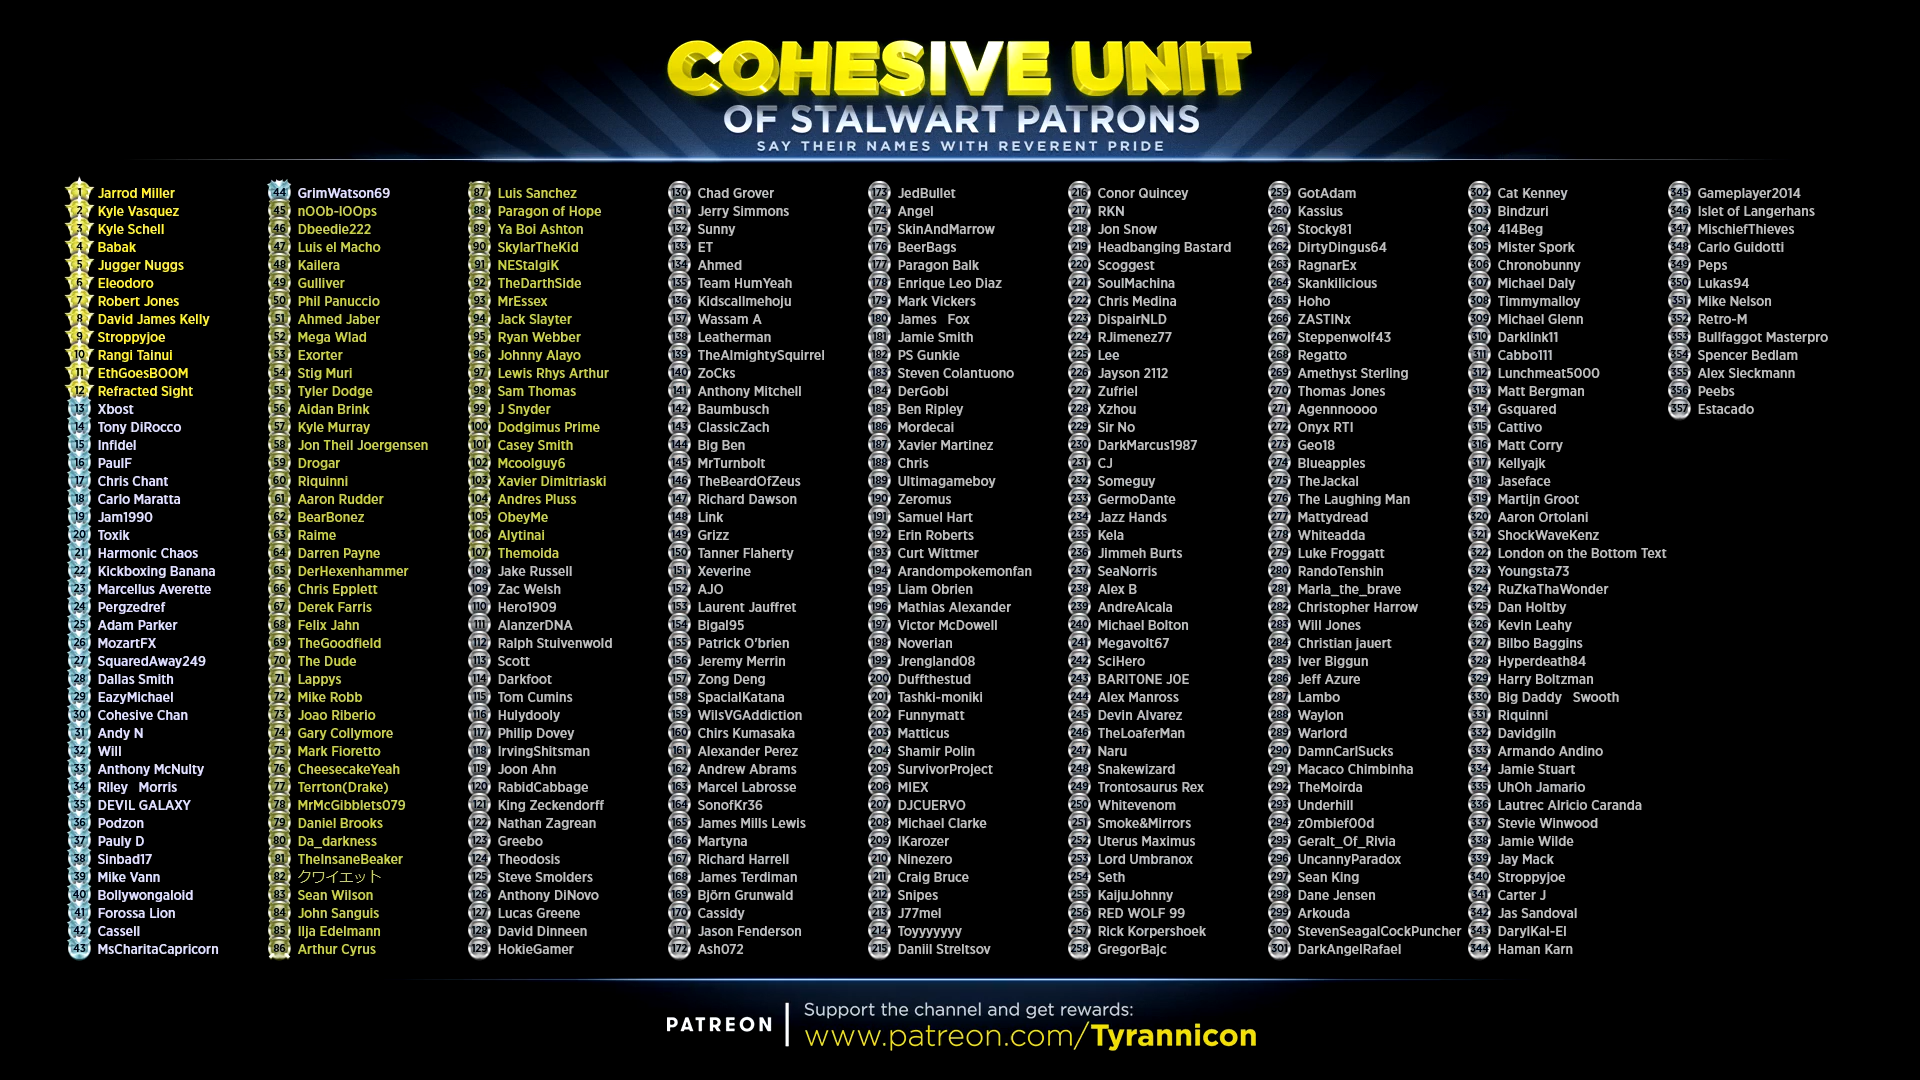 COHESIVE UNIT
OF STALWART PATRONS
SAY THEIR NAMES WITH REVERENT PRIDE
1 Jarrod Miller
2 Kyle Vasquez
3 Kyle Schell
4 Babak
5 Jugger Nuggs
6 Eleodoro
7 Robert Jones
8 David James Kelly
9 Stroppyjoe
10 Rangi Tainui
11 EthGoesBOOM
12 Refracted Sight
13 Xbost
14 Tony DiRocco
15 Infidel
16 PaulF
17 Chris Chant
18 Carlo Maratta
19 Jam1990
20 Toxik
21 Harmonic Chaos
22 Kickboxing Banana
23 Marcellus Averette
24 Pergzedref
25 Adam Parker
26 MozartFX
27 SquaredAway249
28 Dallas Smith
29 EazyMichael
30 Cohesive Chan
31 Andy N
32 Will
33 Anthony McNulty
34 Riley Morris
35 DEVIL GALAXY
36 Podzon
37 Pauly D
38 Sinbad17
39 Mike Vann
40 Bollywongaloid
41 Forossa Lion
42 Cassell
43 MsCharitaCapricorn
44 GrimWatson69
45 nOOb-lOOps
46 Dbeedie222
47 Luis el Macho
48 Kailera
49 Gulliver
50 Phil Panuccio
51 Ahmed Jaber
52 Mega Wlad
53 Exorter
54 Stig Muri
55 Tyler Dodge
56 Aidan Brink
57 Kyle Murray
58 Jon Theil Joergensen
59 Drogar
60 Riquinni
61 Aaron Rudder
62 BearBonez
63 Raime
64 Darren Payne
65 DerHexenhammer
66 Chris Epplett
67 Derek Farris
68 Felix Jahn
69 TheGoodfield
70 The Dude
71 Lappys
72 Mike Robb
73 Joao Riberio
74 Gary Collymore
75 Mark Fioretto
76 CheesecakeYeah
77 Terrton(Drake)
78 MrMcGibblets079
79 Daniel Brooks
80 Da_darkness
81 TheInsaneBeaker
82 クワイエット
83 Sean Wilson
84 John Sanguis
85 Ilja Edelmann
86 Arthur Cyrus
87 Luis Sanchez
88 Paragon of Hope
89 Ya Boi Ashton
90 SkylarTheKid
91 NEStalgiK
92 TheDarthSide
93 MrEssex
94 Jack Slayter
95 Ryan Webber
96 Johnny Alayo
97 Lewis Rhys Arthur
98 Sam Thomas
99 J Snyder
100 Dodgimus Prime
101 Casey Smith
102 Mcoolguy6
103 Xavier Dimitriaski
104 Andres Pluss
105 ObeyMe
106 Alytinai
107 Themoida
108 Jake Russell
109 Zac Welsh
110 Hero1909
111 AlanzerDNA
112 Ralph Stuivenwold
113 Scott
114 Darkfoot
115 Tom Cumins
116 Hulydooly
117 Philip Dovey
118 IrvingShitsman
119 Joon Ahn
120 RabidCabbage
121 King Zeckendorff
122 Nathan Zagrean
123 Greebo
124 Theodosis
125 Steve Smolders
126 Anthony DiNovo
127 Lucas Greene
128 David Dinneen
129 HokieGamer
130 Chad Grover
131 Jerry Simmons
132 Sunny
133 ET
134 Ahmed
135 Team HumYeah
136 Kidscallmehoju
137 Wassam A
138 Leatherman
139 TheAlmightySquirrel
140 ZoCks
141 Anthony Mitchell
142 Baumbusch
143 ClassicZach
144 Big Ben
145 MrTurnbolt
146 TheBeardOfZeus
147 Richard Dawson
148 Link
149 Grizz
150 Tanner Flaherty
151 Xeverine
152 AJO
153 Laurent Jauffret
154 Bigal95
155 Patrick O'brien
156 Jeremy Merrin
157 Zong Deng
158 SpacialKatana
159 WilsVGAddiction
160 Chirs Kumasaka
161 Alexander Perez
162 Andrew Abrams
163 Marcel Labrosse
164 SonofKr36
165 James Mills Lewis
166 Martyna
167 Richard Harrell
168 James Terdiman
169 Björn Grunwald
170 Cassidy
171 Jason Fenderson
172 Ash072
173 JedBullet
174 Angel
175 SkinAndMarrow
176 BeerBags
177 Paragon Balk
178 Enrique Leo Diaz
179 Mark Vickers
180 James Fox
181 Jamie Smith
182 PS Gunkie
183 Steven Colantuono
184 DerGobi
185 Ben Ripley
186 Mordecai
187 Xavier Martinez
188 Chris
189 Ultimagameboy
190 Zeromus
191 Samuel Hart
192 Erin Roberts
193 Curt Wittmer
194 Arandompokemonfan
195 Liam Obrien
196 Mathias Alexander
197 Victor McDowell
198 Noverian
199 Jrengland08
200 Duffthestud
201 Tashki-moniki
202 Funnymatt
203 Matticus
204 Shamir Polin
205 SurvivorProject
206 MIEX
207 DJCUERVO
208 Michael Clarke
209 IKarozer
210 Ninezero
211 Craig Bruce
212 Snipes
213 J77mel
214 Toyyyyyyy
215 Daniil Streltsov
216 Conor Quincey
217 RKN
218 Jon Snow
219 Headbanging Bastard
220 Scoggest
221 SoulMachina
222 Chris Medina
223 DispairNLD
224 RJimenez77
225 Lee
226 Jayson 2112
227 Zufriel
228 Xzhou
229 Sir No
230 DarkMarcus1987
231 CJ
232 Someguy
233 GermoDante
234 Jazz Hands
235 Kela
236 Jimmeh Burts
237 SeaNorris
238 Alex B
239 AndreAlcala
240 Michael Bolton
241 Megavolt67
242 SciHero
243 BARITONE JOE
244 Alex Manross
245 Devin Alvarez
246 TheLoaferMan
247 Naru
248 Snakewizard
249 Trontosaurus Rex
250 Whitevenom
251 Smoke&Mirrors
252 Uterus Maximus
253 Lord Umbranox
254 Seth
255 KaijuJohnny
256 RED WOLF 99
257 Rick Korpershoek
258 GregorBajc
259 GotAdam
260 Kassius
261 Stocky81
262 DirtyDingus64
263 RagnarEx
264 Skankilicious
265 Hoho
266 ZASTINx
267 Steppenwolf43
268 Regatto
269 Amethyst Sterling
270 Thomas Jones
271 Agennnoooo
272 Onyx RTI
273 Geo18
274 Blueapples
275 TheJackal
276 The Laughing Man
277 Mattydread
278 Whiteadda
279 Luke Froggatt
280 RandoTenshin
281 Maria_the_brave
282 Christopher Harrow
283 Will Jones
284 Christian jauert
285 Iver Biggun
286 Jeff Azure
287 Lambo
288 Waylon
289 Warlord
290 DamnCarlSucks
291 Macaco Chimbinha
292 TheMoirda
293 Underhill
294 z0mbief00d
295 Geralt_Of_Rivia
296 UncannyParadox
297 Sean King
298 Dane Jensen
299 Arkouda
300 StevenSeagalCockPuncher
301 DarkAngelRafael
302 Cat Kenney
303 Bindzuri
304 414Beg
305 Mister Spork
306 Chronobunny
307 Michael Daly
308 Timmymalloy
309 Michael Glenn
310 Darklink11
311 Cabbo111
312 Lunchmeat5000
313 Matt Bergman
314 Gsquared
315 Cattivo
316 Matt Corry
317 Kellyajk
318 Jaseface
319 Martijn Groot
320 Aaron Ortolani
321 ShockWaveKenz
322 London on the Bottom Text
323 Youngsta73
324 RuZkaThaWonder
325 Dan Holtby
326 Kevin Leahy
327 Bilbo Baggins
328 Hyperdeath84
329 Harry Boltzman
330 Big Daddy Swooth
331 Riquinni
332 Davidgiln
333 Armando Andino
334 Jamie Stuart
335 UhOh Jamario
336 Lautrec Alricio Caranda
337 Stevie Winwood
338 Jamie Wilde
339 Jay Mack
340 Stroppyjoe
341 Carter J
342 Jas Sandoval
343 DarylKal-El
344 Haman Karn
345 Gameplayer2014
346 Islet of Langerhans
347 MischiefThieves
348 Carlo Guidotti
349 Peps
350 Lukas94
351 Mike Nelson
352 Retro-M
353 Bullfaggot Masterpro
354 Spencer Bedlam
355 Alex Sieckmann
356 Peebs
357 Estacado
PATREON
Support the channel and get rewards:
www.patreon.com/Tyrannicon